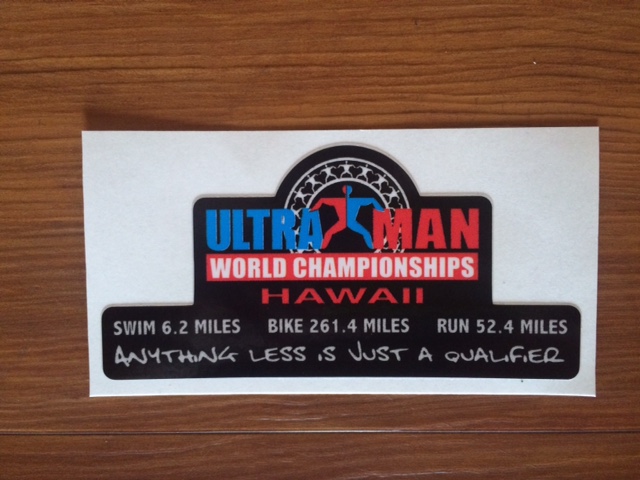 ULTRAMAN
WORLD CHAMPIONSHIPS
HAWAII
SWIM 6.2 MILES BIKE 261.4 MILES RUN 52.4 MILES
ANYTHING LESS IS JUST A QUALIFIER